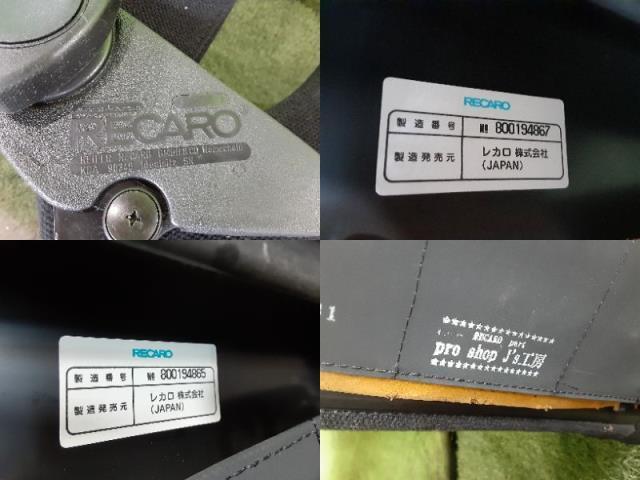 RECARO
RECARO
製造番号 № 800194867
製造発売元 レカロ 株式会社
(JAPAN)
RECARO
製造番号 № 800194865
製造発売元 レカロ 株式会社
(JAPAN)
1
RECARO
pro shop J's工房